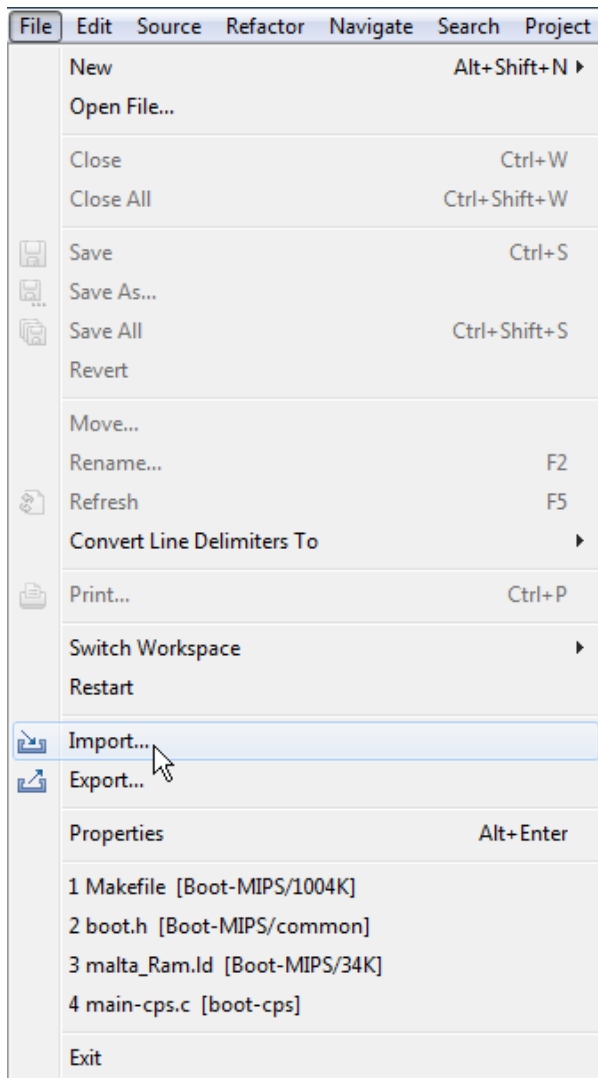 File Edit Source Refactor Navigate Search Project
New Alt+Shift+N
Open File...
Close Ctrl+W
Close All Ctrl+Shift+W
Save Ctrl+S
Save As...
Save All Ctrl+Shift+S
Revert
Move...
Rename... F2
Refresh F5
Convert Line Delimiters To
Print... Ctrl+P
Switch Workspace
Restart
Import...
Export...
Properties Alt+Enter
1 Makefile [Boot-MIPS/1004K]
2 boot.h [Boot-MIPS/common]
3 malta_Ram.ld [Boot-MIPS/34K]
4 main-cps.c [boot-cps]
Exit